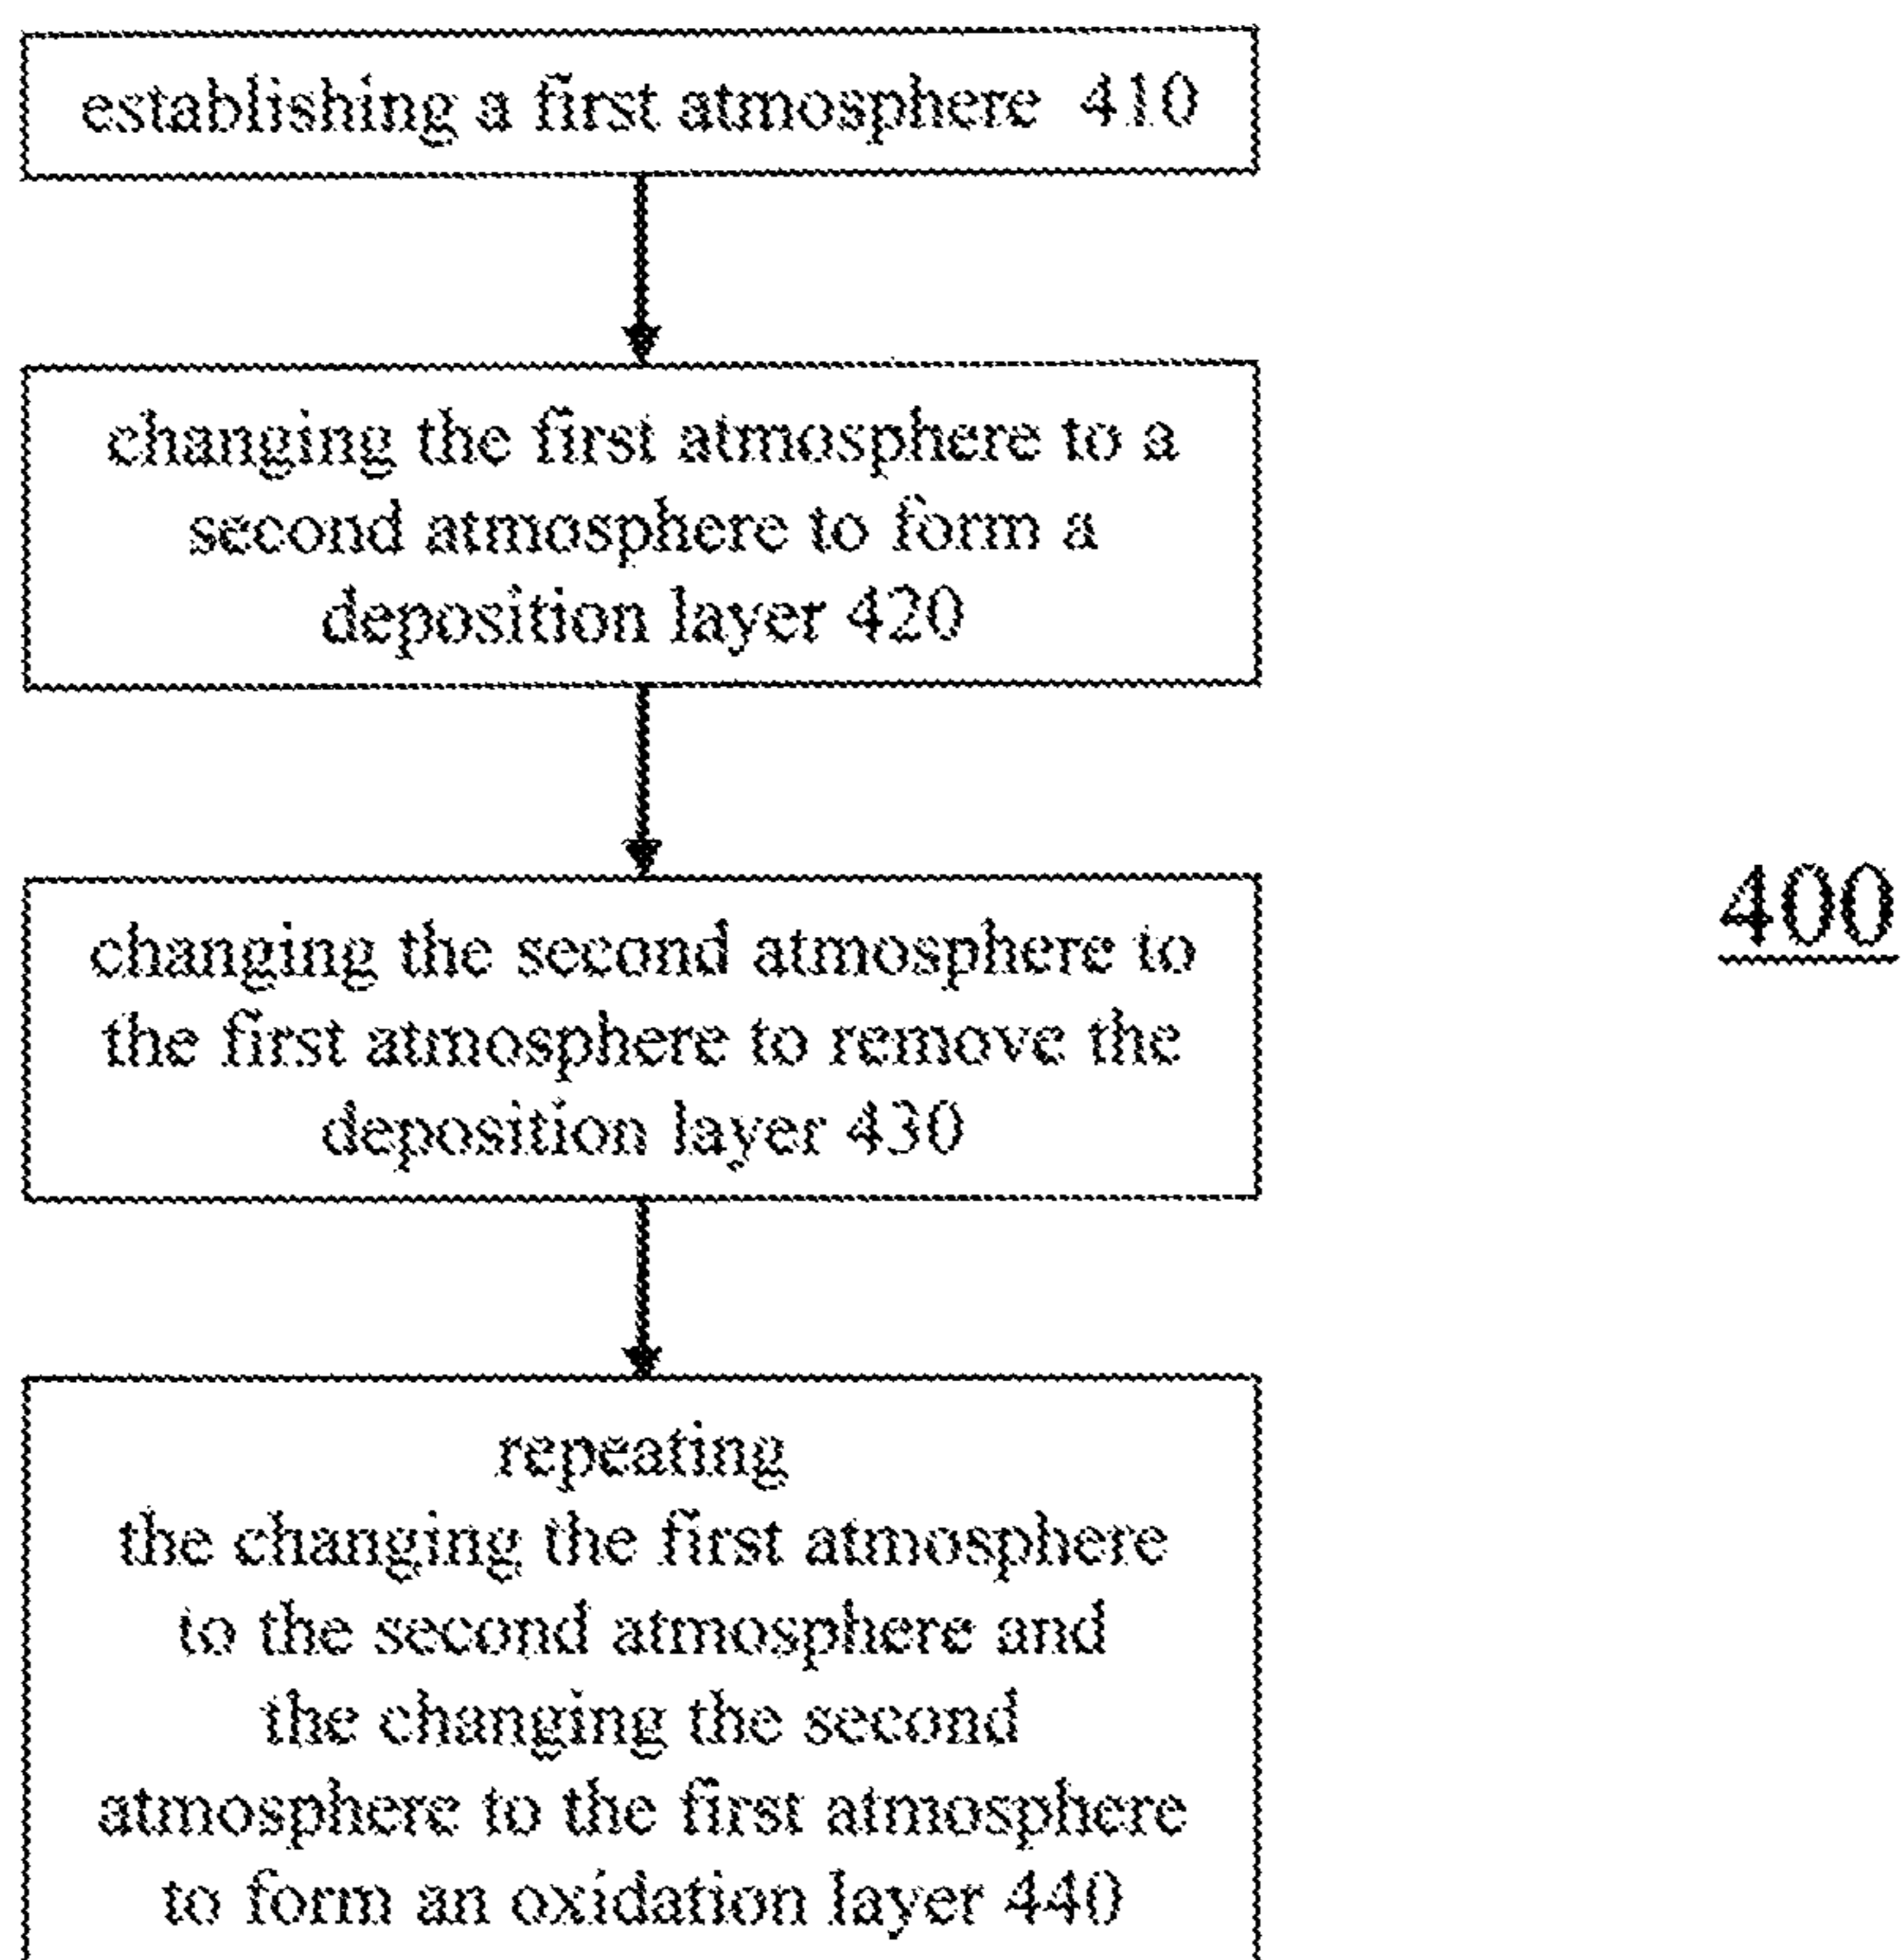 establishing a first atmosphere 410
changing the first atmosphere to a
second atmosphere to form a
deposition layer 420
changing the second atmosphere to
the first atmosphere to remove the
deposition layer 430
400
repeating
the changing the first atmosphere
to the second atmosphere and
the changing the second
atmosphere to the first atmosphere
to form an oxidation layer 440